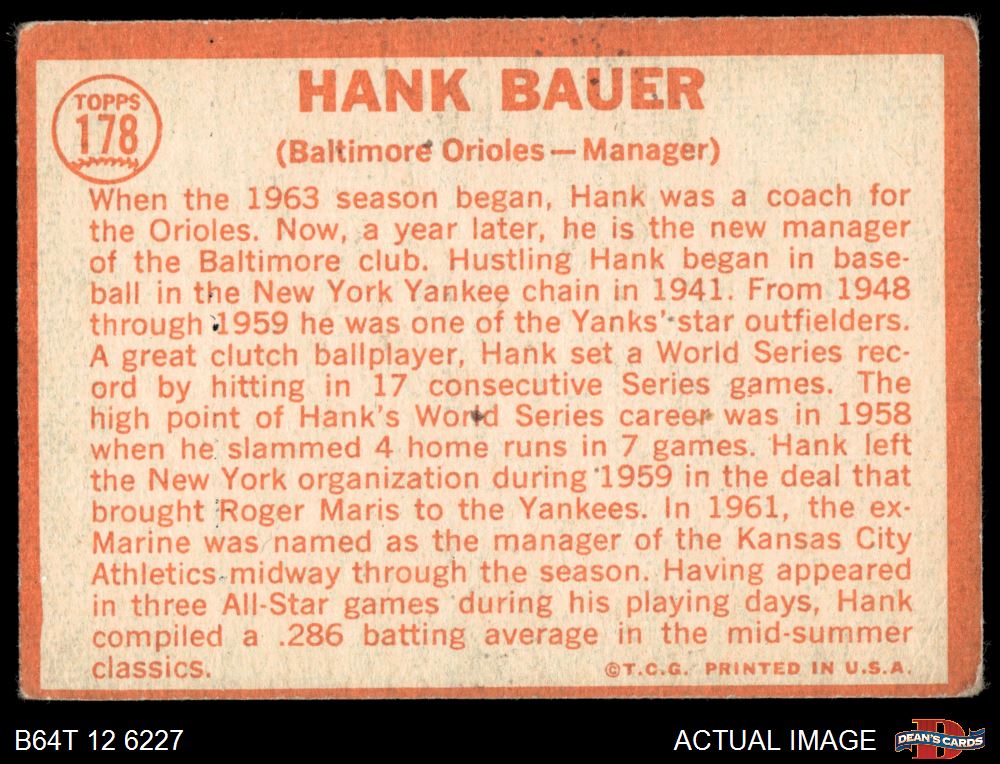 TOPPS
178
HANK BAUER
(Baltimore Orioles — Manager)
When the 1963 season began, Hank was a coach for
the Orioles. Now, a year later, he is the new manager
of the Baltimore club. Hustling Hank began in base-
ball in the New York Yankee chain in 1941. From 1948
through 1959 he was one of the Yanks' star outfielders.
A great clutch ballplayer, Hank set a World Series rec-
ord by hitting in 17 consecutive Series games. The
high point of Hank's World Series career was in 1958
when he slammed 4 home runs in 7 games. Hank left
the New York organization during 1959 in the deal that
brought Roger Maris to the Yankees. In 1961, the ex-
Marine was named as the manager of the Kansas City
Athletics midway through the season. Having appeared
in three All-Star games during his playing days, Hank
compiled a .286 batting average in the mid-summer
classics.
©T.C.G. PRINTED IN U.S.A.
B64T 12 6227
ACTUAL IMAGE
D
DEAN'S CARDS